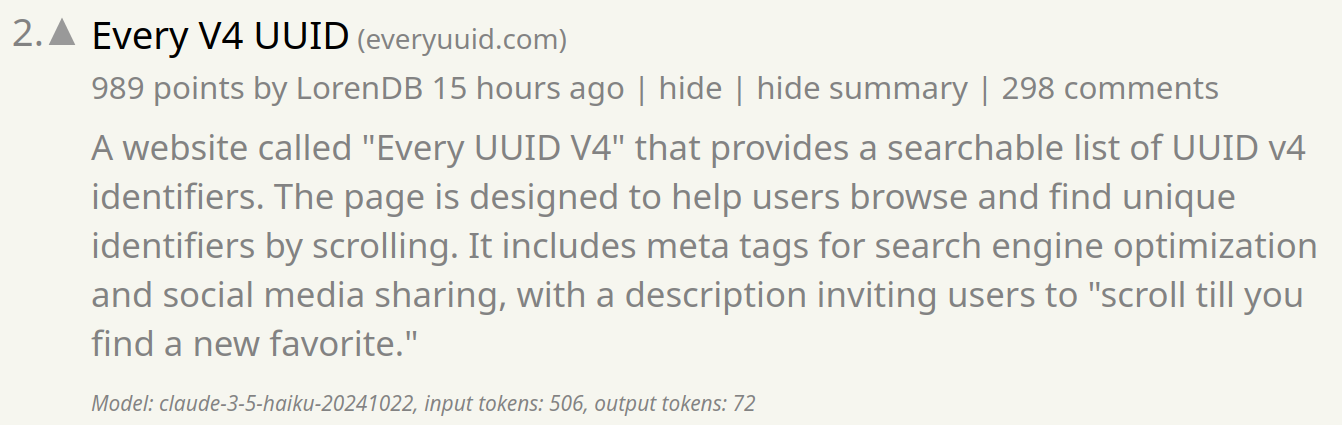 2. ▲ Every V4 UUID (everyuuid.com)
989 points by LorenDB 15 hours ago | hide | hide summary | 298 comments
A website called "Every UUID V4" that provides a searchable list of UUID v4
identifiers. The page is designed to help users browse and find unique
identifiers by scrolling. It includes meta tags for search engine optimization
and social media sharing, with a description inviting users to "scroll till you
find a new favorite."
Model: claude-3-5-haiku-20241022, input tokens: 506, output tokens: 72